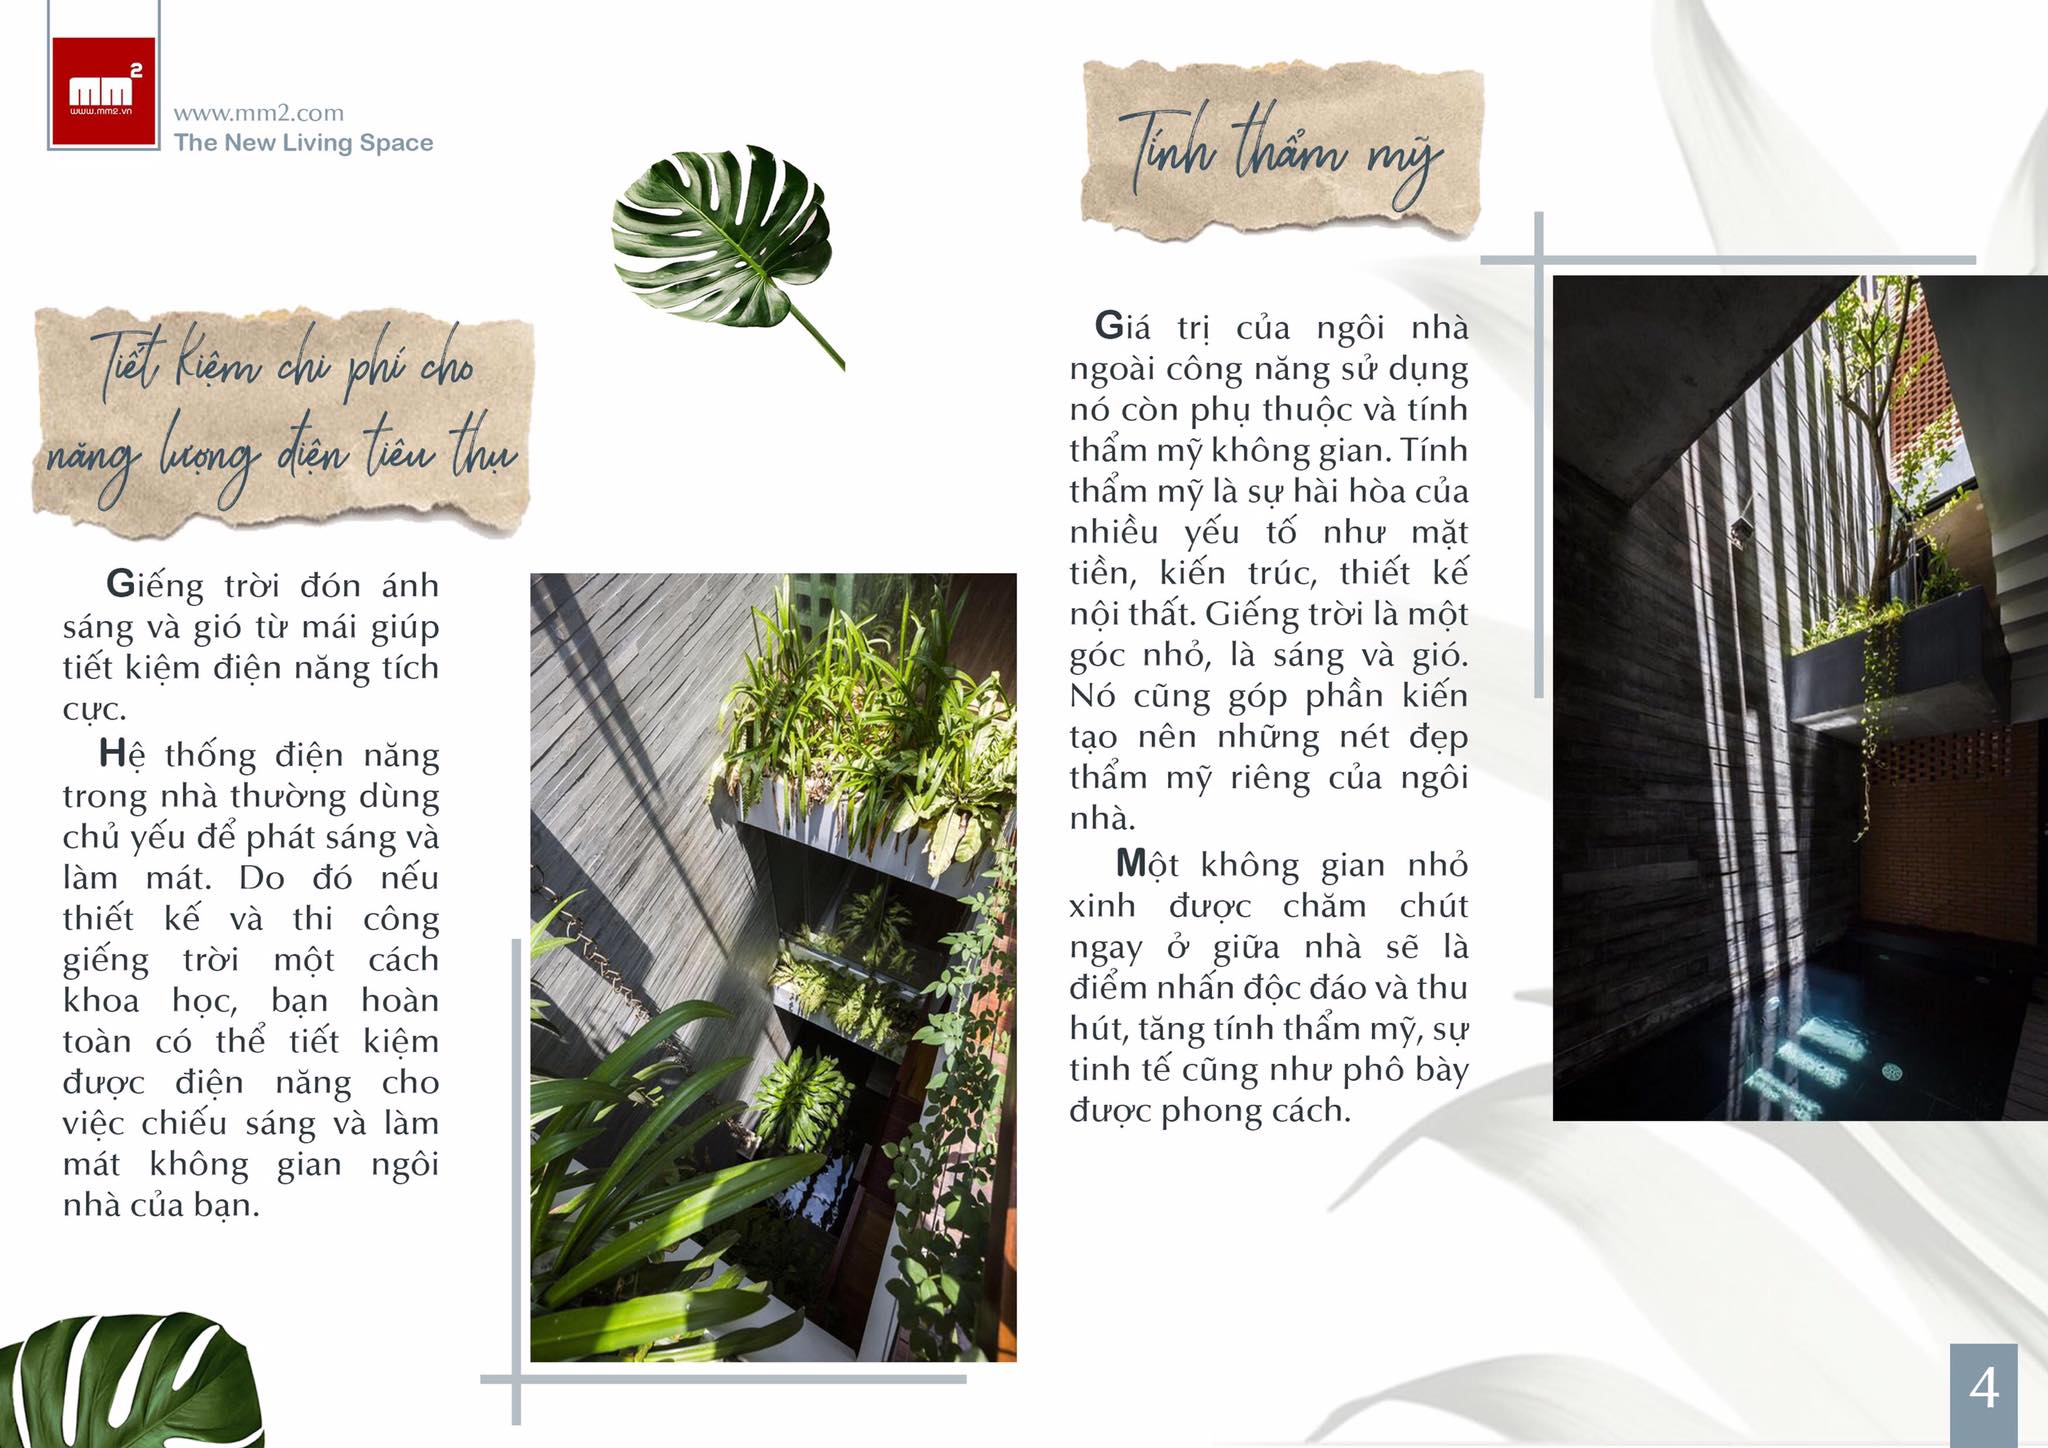 mm2
www.mm2.vn
www.mm2.com
The New Living Space
Tiết kiệm chi phí cho
năng lượng điện tiêu thụ
Giếng trời đón ánh
sáng và gió từ mái giúp
tiết kiệm điện năng tích
cực.
Hệ thống điện năng
trong nhà thường dùng
chủ yếu để phát sáng và
làm mát. Do đó nếu
thiết kế và thi công
giếng trời một cách
khoa học, bạn hoàn
toàn có thể tiết kiệm
được điện năng cho
việc chiếu sáng và làm
mát không gian ngôi
nhà của bạn.
Tính thẩm mỹ
Giá trị của ngôi nhà
ngoài công năng sử dụng
nó còn phụ thuộc và tính
thẩm mỹ không gian. Tính
thẩm mỹ là sự hài hòa của
nhiều yếu tố như mặt
tiền, kiến trúc, thiết kế
nội thất. Giếng trời là một
góc nhỏ, là sáng và gió.
Nó cũng góp phần kiến
tạo nên những nét đẹp
thẩm mỹ riêng của ngôi
nhà.
Một không gian nhỏ
xinh được chăm chút
ngay ở giữa nhà sẽ là
điểm nhấn độc đáo và thu
hút, tăng tính thẩm mỹ, sự
tinh tế cũng như phô bày
được phong cách.
4